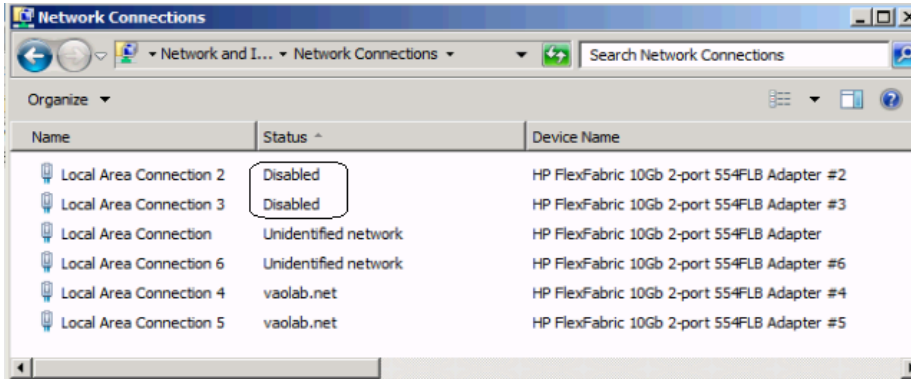 Network Connections
Network and I... Network Connections Search Network Connections
Organize
Name Status Device Name
Local Area Connection 2 Disabled HP FlexFabric 10Gb 2-port 554FLB Adapter #2
Local Area Connection 3 Disabled HP FlexFabric 10Gb 2-port 554FLB Adapter #3
Local Area Connection Unidentified network HP FlexFabric 10Gb 2-port 554FLB Adapter
Local Area Connection 6 Unidentified network HP FlexFabric 10Gb 2-port 554FLB Adapter #6
Local Area Connection 4 vaolab.net HP FlexFabric 10Gb 2-port 554FLB Adapter #4
Local Area Connection 5 vaolab.net HP FlexFabric 10Gb 2-port 554FLB Adapter #5